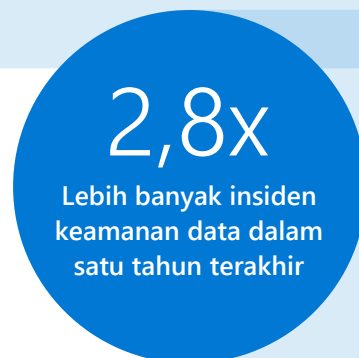 2,8x
Lebih banyak insiden
keamanan data dalam
satu tahun terakhir